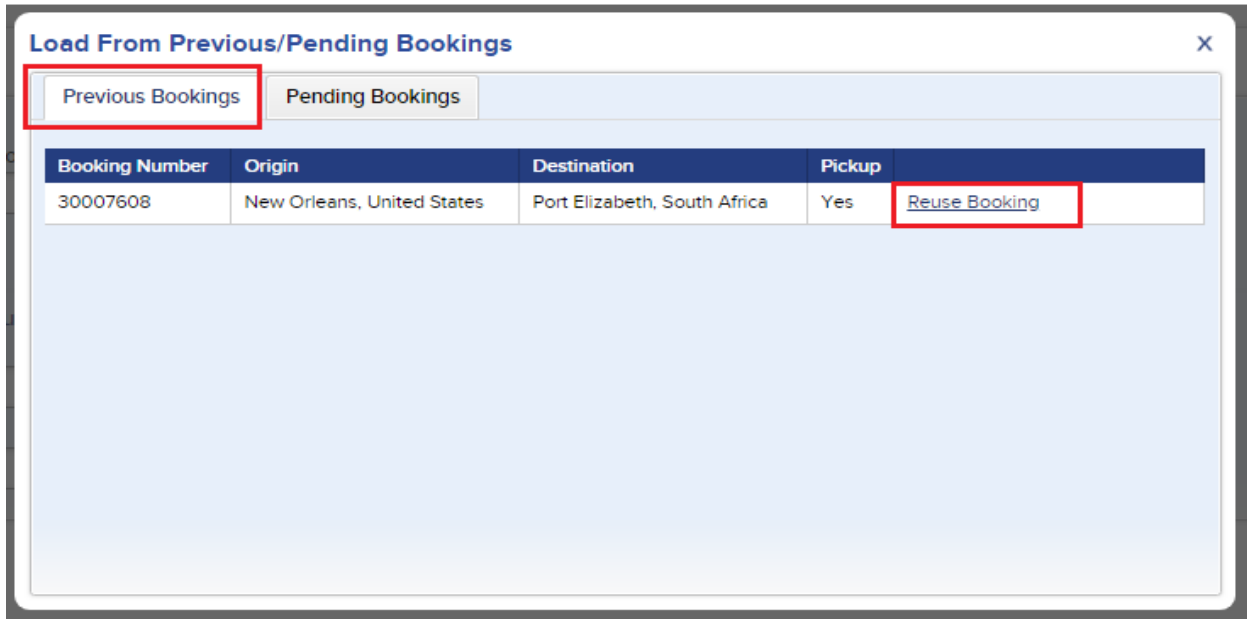 Load From Previous/Pending Bookings X
Previous Bookings Pending Bookings
Booking Number Origin Destination Pickup
30007608 New Orleans, United States Port Elizabeth, South Africa Yes Reuse Booking